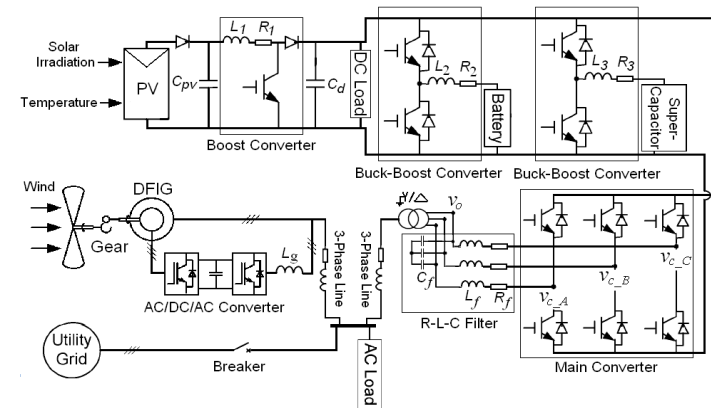 Solar
Irradiation
Temperature
PV
C_pv
L_1
R_1
C_d
Boost Converter
DC Load
L_2
R_2
Battery
Buck-Boost Converter
L_3
R_3
Super-
Capacitor
Buck-Boost Converter
Wind
DFIG
Gear
L_g
AC/DC/AC Converter
3-Phase Line
3-Phase Line
Y/Δ
v_o
C_f
L_f
R_f
R-L-C Filter
v_c_A
v_c_B
v_c_C
Main Converter
Utility
Grid
Breaker
AC Load